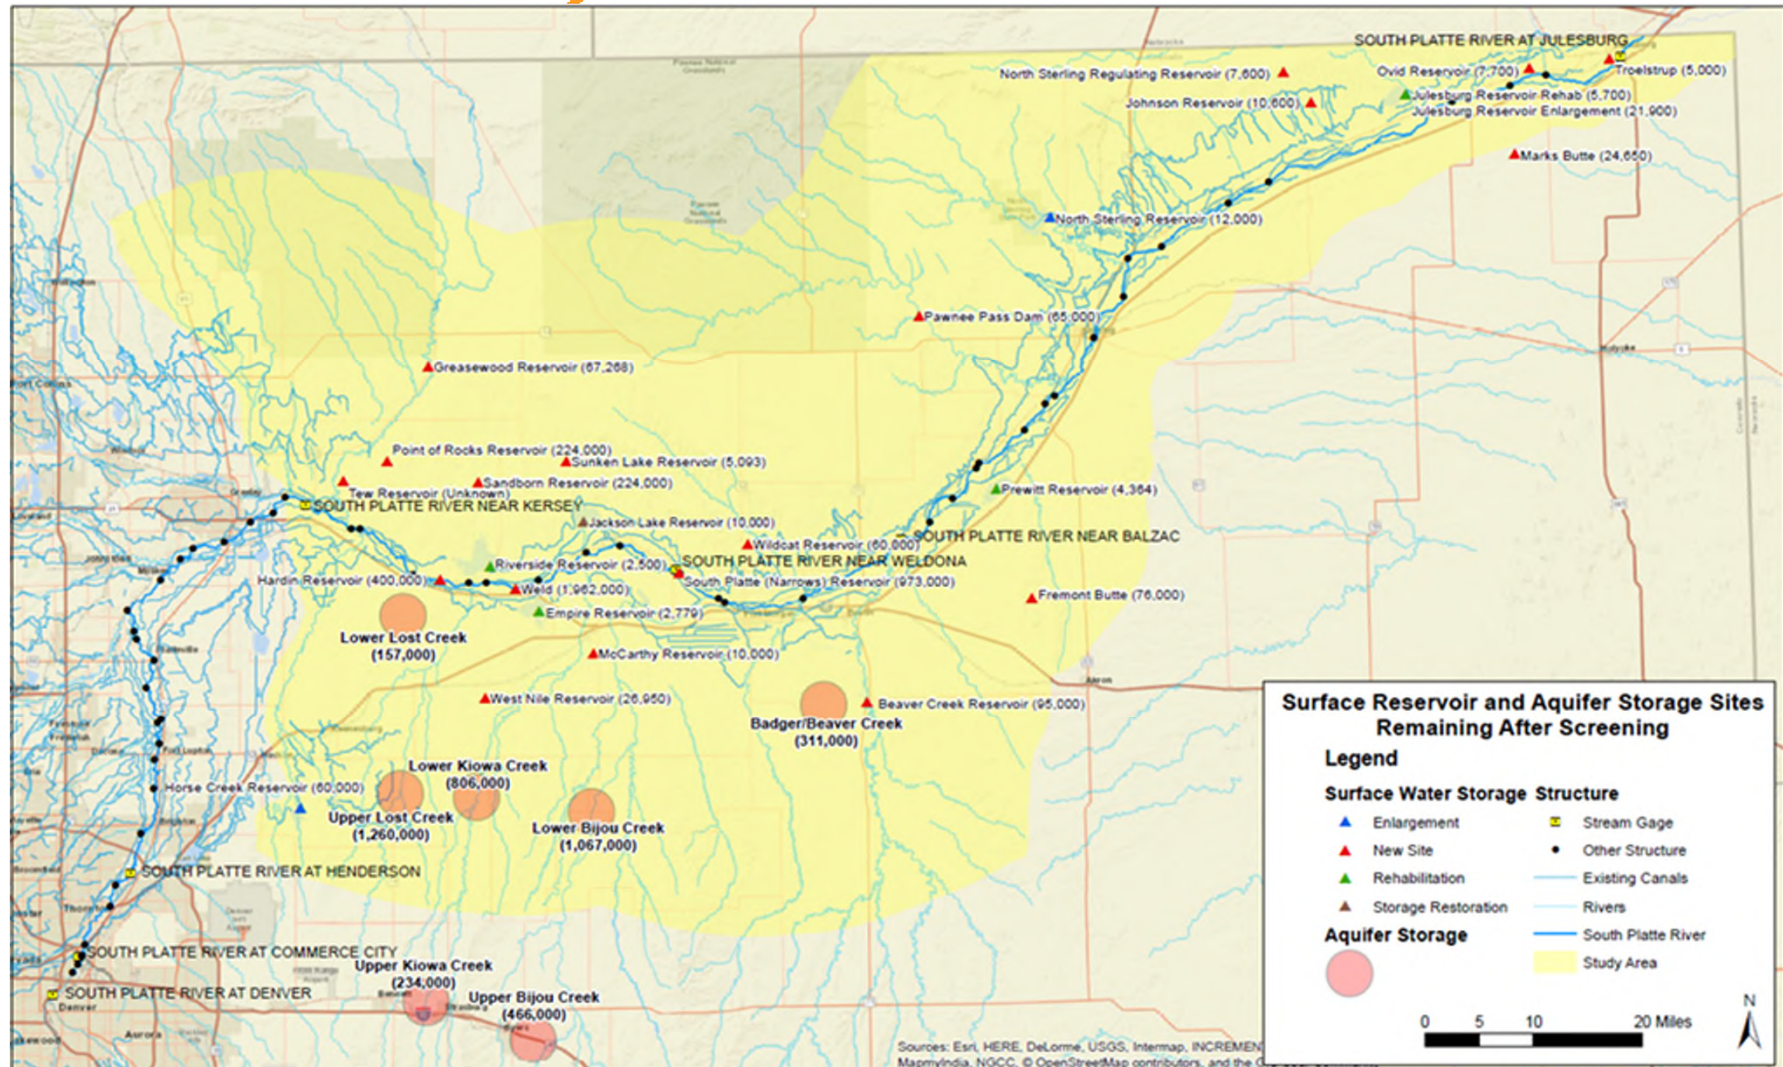 SOUTH PLATTE RIVER AT JULESBURG
North Sterling Regulating Reservoir (7,600)
Ovid Reservoir (7,700)
Troelstrup (5,000)
Johnson Reservoir (10,600)
Julesburg Reservoir Rehab (5,700)
Julesburg Reservoir Enlargement (21,900)
Marks Butte (24,650)
North Sterling Reservoir (12,000)
Pawnee Pass Dam (65,000)
Holyoke
Greasewood Reservoir (67,268)
Point of Rocks Reservoir (224,000)
Sunken Lake Reservoir (5,093)
Sandborn Reservoir (224,000)
Tew Reservoir (Unknown)
Prewitt Reservoir (4,364)
SOUTH PLATTE RIVER NEAR KERSEY
Jackson Lake Reservoir (10,000)
SOUTH PLATTE RIVER NEAR BALZAC
Wildcat Reservoir (60,000)
SOUTH PLATTE RIVER NEAR WELDONA
Riverside Reservoir (2,500)
Hardin Reservoir (400,000)
South Platte (Narrows) Reservoir (973,000)
Weld (1,962,000)
Fremont Butte (76,000)
Empire Reservoir (2,779)
Lower Lost Creek
(157,000)
McCarthy Reservoir (10,000)
Akron
West Nile Reservoir (26,950)
Beaver Creek Reservoir (95,000)
Badger/Beaver Creek
(311,000)
Lower Kiowa Creek
(806,000)
Horse Creek Reservoir (60,000)
Upper Lost Creek
(1,260,000)
Lower Bijou Creek
(1,067,000)
SOUTH PLATTE RIVER AT HENDERSON
SOUTH PLATTE RIVER AT COMMERCE CITY
Upper Kiowa Creek
(234,000)
SOUTH PLATTE RIVER AT DENVER
Denver
Upper Bijou Creek
(466,000)
Aurora
Surface Reservoir and Aquifer Storage Sites
Remaining After Screening
Legend
Surface Water Storage
Enlargement
New Site
Rehabilitation
Storage Restoration
Aquifer Storage
Structure
Stream Gage
Other Structure
Existing Canals
Rivers
South Platte River
Study Area
0 5 10 20 Miles
N
Sources: Esri, HERE, DeLorme, USGS, Intermap, INCREMENT
MapmyIndia, NGCC, © OpenStreetMap contributors, and the